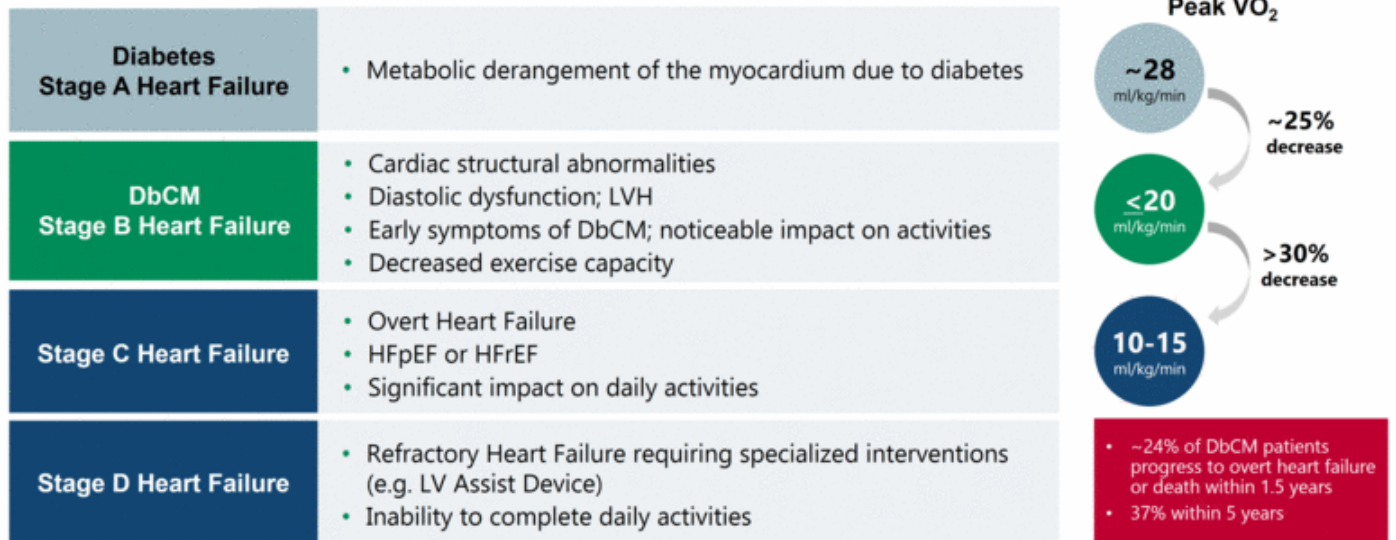 Peak VO₂
Diabetes
Stage A Heart Failure
• Metabolic derangement of the myocardium due to diabetes
~28
ml/kg/min
~25%
decrease
DbCM
Stage B Heart Failure
• Cardiac structural abnormalities
• Diastolic dysfunction; LVH
• Early symptoms of DbCM; noticeable impact on activities
• Decreased exercise capacity
≤20
ml/kg/min
>30%
decrease
Stage C Heart Failure
• Overt Heart Failure
• HFpEF or HFrEF
• Significant impact on daily activities
10-15
ml/kg/min
Stage D Heart Failure
• Refractory Heart Failure requiring specialized interventions
(e.g. LV Assist Device)
• Inability to complete daily activities
• ~24% of DbCM patients
progress to overt heart failure
or death within 1.5 years
• 37% within 5 years